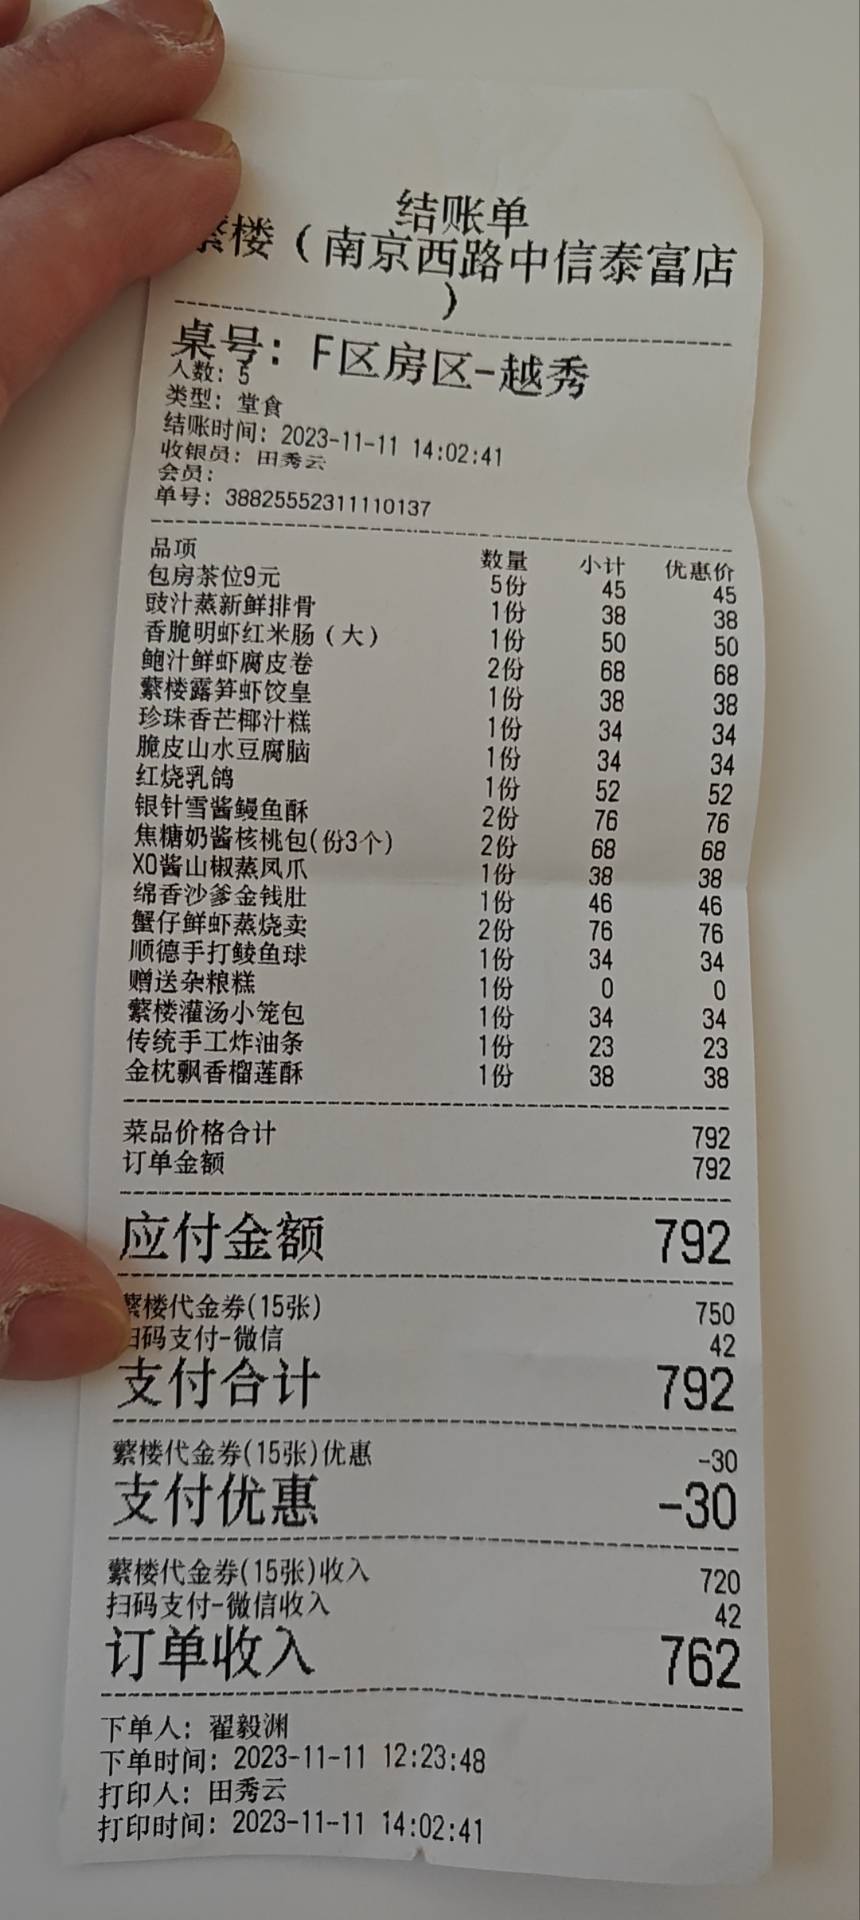 结账单
蘩楼（南京西路中信泰富店
）
桌号：F区房区-越秀
人数：5
类型：堂食
结账时间：2023-11-11 14:02:41
收银员：田秀云
会员：
单号：38825552311110137
品项 数量 小计 优惠价
包房茶位9元 5份 45 45
豉汁蒸新鲜排骨 1份 38 38
香脆明虾红米肠（大） 1份 50 50
鲍汁鲜虾腐皮卷 2份 68 68
蘩楼露笋虾饺皇 1份 38 38
珍珠香芒椰汁糕 1份 34 34
脆皮山水豆腐脑 1份 34 34
红烧乳鸽 1份 52 52
银针雪酱鳗鱼酥 2份 76 76
焦糖奶酱核桃包(份3个) 2份 68 68
XO酱山椒蒸凤爪 1份 38 38
绵香沙爹金钱肚 1份 46 46
蟹仔鲜虾蒸烧卖 2份 76 76
顺德手打鲮鱼球 1份 34 34
赠送杂粮糕 1份 0 0
蘩楼灌汤小笼包 1份 34 34
传统手工炸油条 1份 23 23
金枕飘香榴莲酥 1份 38 38
菜品价格合计 792
订单金额 792
应付金额 792
蘩楼代金券(15张) 750
扫码支付-微信 42
支付合计 792
蘩楼代金券(15张)优惠 -30
支付优惠 -30
蘩楼代金券(15张)收入 720
扫码支付-微信收入 42
订单收入 762
下单人：翟毅渊
下单时间：2023-11-11 12:23:48
打印人：田秀云
打印时间：2023-11-11 14:02:41